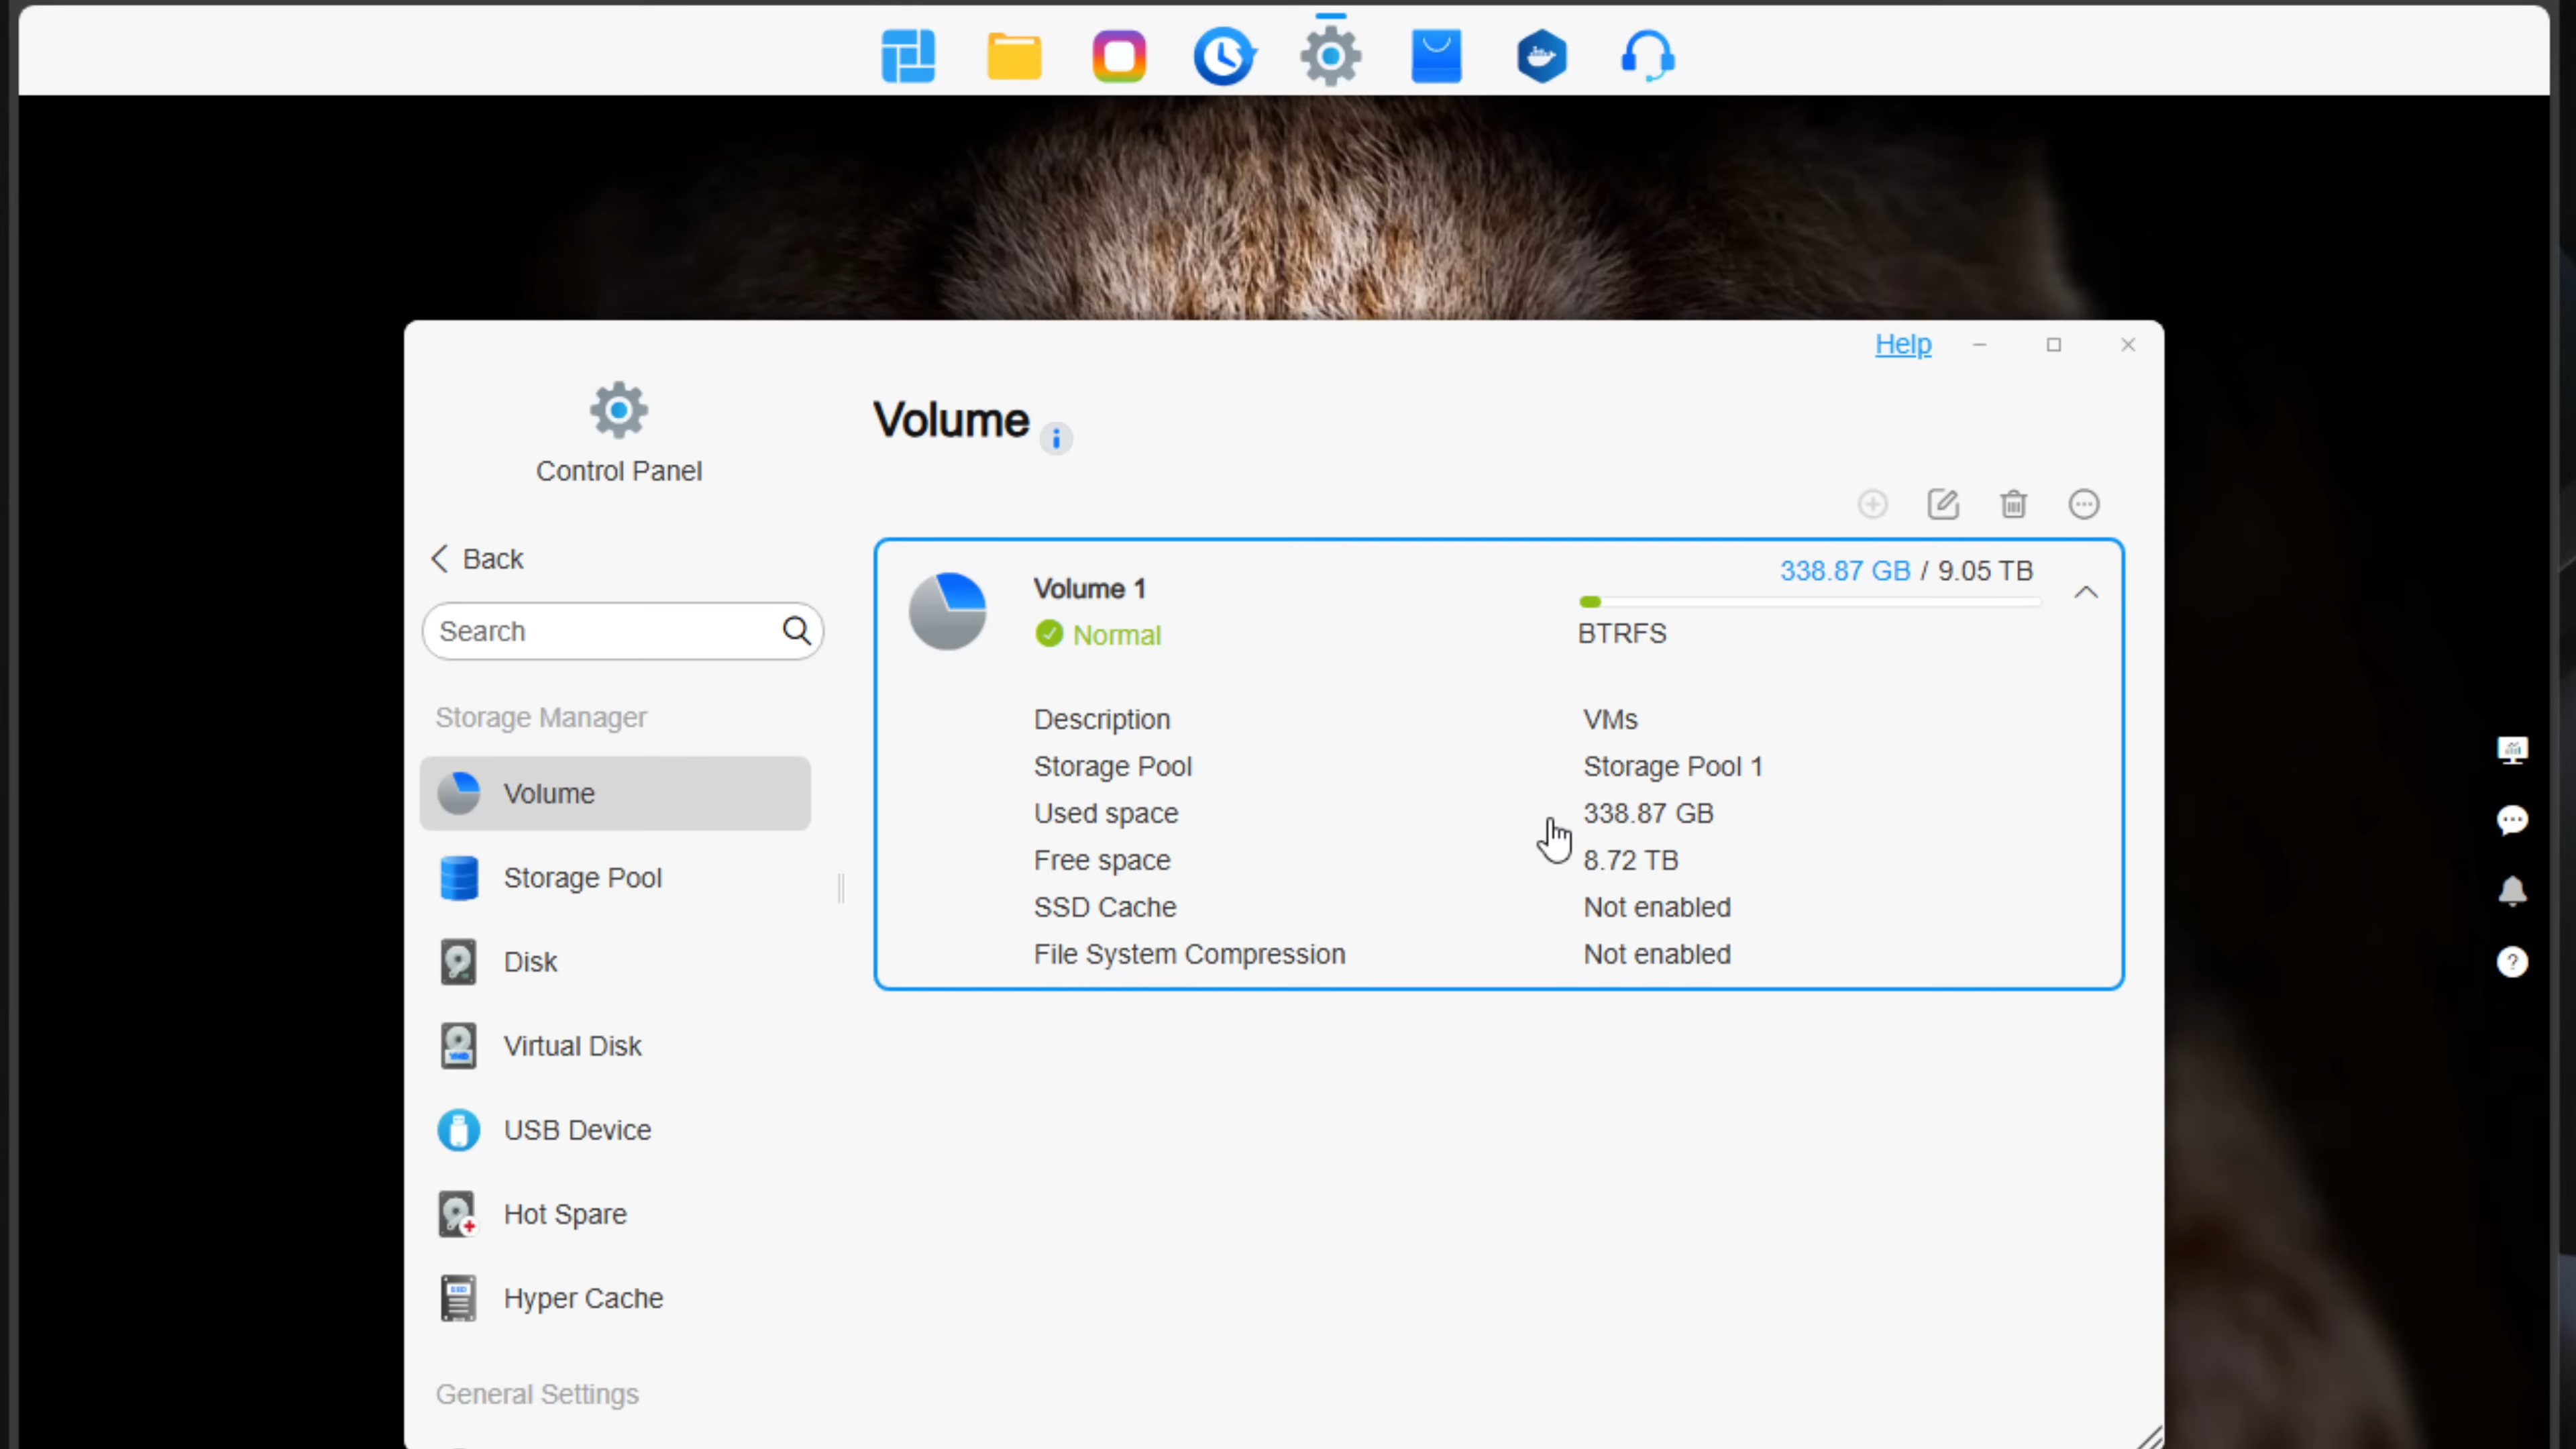 Help
Control Panel
Volume
Back
Search
Storage Manager
Volume
Storage Pool
Disk
Virtual Disk
USB Device
Hot Spare
Hyper Cache
General Settings
Volume 1
338.87 GB / 9.05 TB
Normal
BTRFS
Description VMs
Storage Pool Storage Pool 1
Used space 338.87 GB
Free space 8.72 TB
SSD Cache Not enabled
File System Compression Not enabled